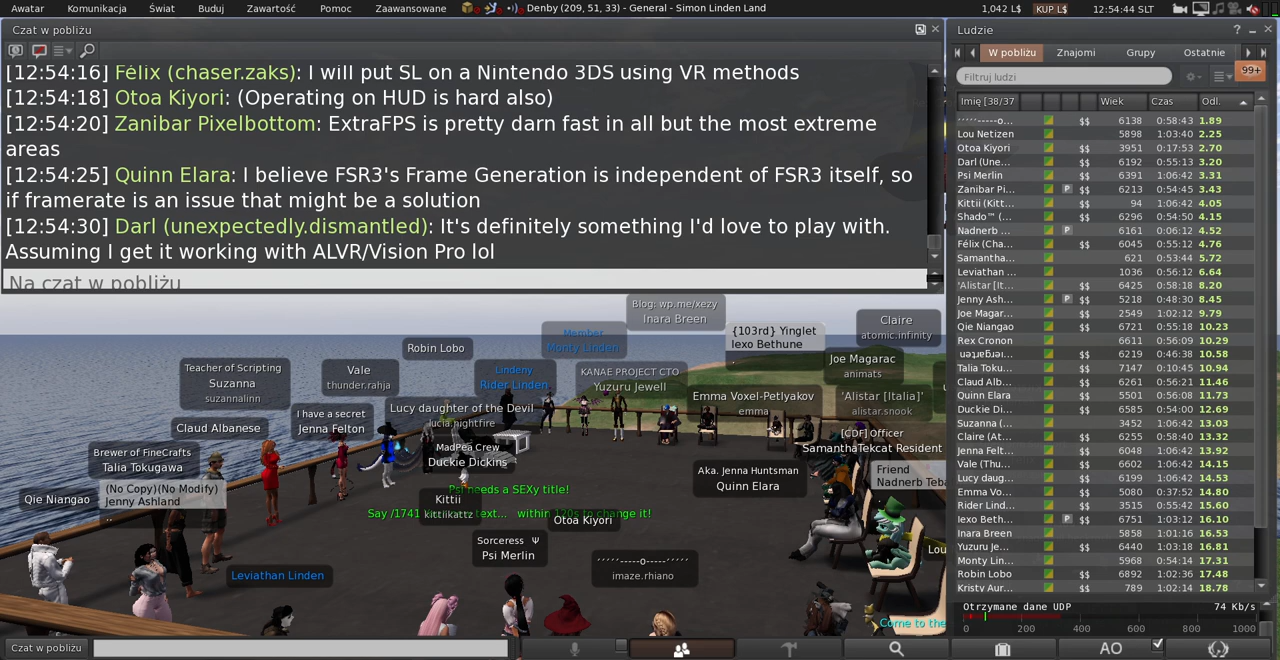 Awatar Komunikacja Świat Buduj Zawartość Pomoc Zaawansowane Denby (209, 51, 33) - General - Simon Linden Land 1,042 L$ KUP L$ 12:54:44 SLT
Czat w pobliżu
[12:54:16] Félix (chaser.zaks): I will put SL on a Nintendo 3DS using VR methods
[12:54:18] Otoa Kiyori: (Operating on HUD is hard also)
[12:54:20] Zanibar Pixelbottom: ExtraFPS is pretty darn fast in all but the most extreme
areas
[12:54:25] Quinn Elara: I believe FSR3's Frame Generation is independent of FSR3 itself, so
if framerate is an issue that might be a solution
[12:54:30] Darl (unexpectedly.dismantled): It's definitely something I'd love to play with.
Assuming I get it working with ALVR/Vision Pro lol
Na czat w pobliżu
Blog: wp.me/xezy
Inara Breen
Member
Monty Linden
{103rd} Yinglet
Iexo Bethune
Claire
atomic.infinity
Robin Lobo
Teacher of Scripting
Suzanna
suzannalinn
Vale
thunder.rahja
Lindeny
Rider Linden
KANAE PROJECT CTO
Yuzuru Jewell
Joe Magarac
animats
Emma Voxel-Petlyakov
emma
'Alistar [Italia]'
alistar.snook
Lucy daughter of the Devil
lucia.nightfire
I have a secret
Jenna Felton
Claud Albanese
[CDF] Officer
SamanthaTekcat Resident
MadPea Crew
Duckie Dickins
Brewer of FineCrafts
Talia Tokugawa
Aka. Jenna Huntsman
Quinn Elara
Friend
Nadnerb Teba
Qie Niangao
(No Copy)(No Modify)
Jenny Ashland
Psi needs a SEXy title!
Kittii
kittiikattz
Say /1741 text... within 120s to change it!
Otoa Kiyori
Sorceress Ψ
Psi Merlin
Lou
Leviathan Linden
′′′′′-----o-----′′′′′
imaze.rhiano
Come to the
Czat w pobliżu
Ludzie
W pobliżu Znajomi Grupy Ostatnie
Filtruj ludzi
99+
Imię [38/37 Wiek Czas Odl.
′′′′′-----o... $$ 6138 0:58:43 1.89
Lou Netizen 5898 1:03:40 2.25
Otoa Kiyori $$ 3951 0:17:53 2.70
Darl (Une... $$ 6192 0:55:13 3.20
Psi Merlin $$ 6391 1:06:42 3.31
Zanibar Pi... P $$ 6213 0:54:45 3.43
Kittii (Kitt... $$ 94 1:06:42 4.05
Shado™ (... $$ 6296 0:54:50 4.15
Nadnerb ... P 6161 0:06:12 4.52
Félix (Cha... $$ 6045 0:55:12 4.76
Samantha... 621 0:53:44 5.72
Leviathan ... 1036 0:56:12 6.64
'Alistar [It... $$ 6425 0:58:18 8.20
Jenny Ash... P $$ 5218 0:48:30 8.45
Joe Magar... $$ 2549 1:02:12 9.79
Qie Niangao $$ 6721 0:55:18 10.23
Rex Cronon $$ 6611 0:56:09 10.29
$$ 6219 0:46:38 10.58
Talia Toku... $$ 7147 0:10:45 10.94
Claud Alb... $$ 6261 0:56:21 11.46
Quinn Elara $$ 5501 0:56:08 11.73
Duckie Di... $$ 6585 0:54:00 12.69
Suzanna (... 3452 1:06:42 13.03
Claire (At... $$ 6255 0:58:40 13.32
Jenna Felt... $$ 6048 1:06:42 13.92
Vale (Thu... $$ 6602 1:06:42 14.15
Lucy daug... $$ 6199 1:06:42 14.53
Emma Vo... $$ 5080 0:37:52 14.80
Rider Lind... $$ 3515 0:55:42 15.60
Iexo Beth... P $$ 6751 1:03:12 16.10
Inara Breen 5858 1:01:16 16.53
Yuzuru Je... $$ 6440 1:03:18 16.81
Monty Lin... 5968 0:54:14 17.31
Robin Lobo $$ 6892 1:02:36 17.48
Kristy Aur... $$ 789 1:02:14 18.78
Otrzymane dane UDP 74 Kb/s
0 200 400 600 800 1000
AO